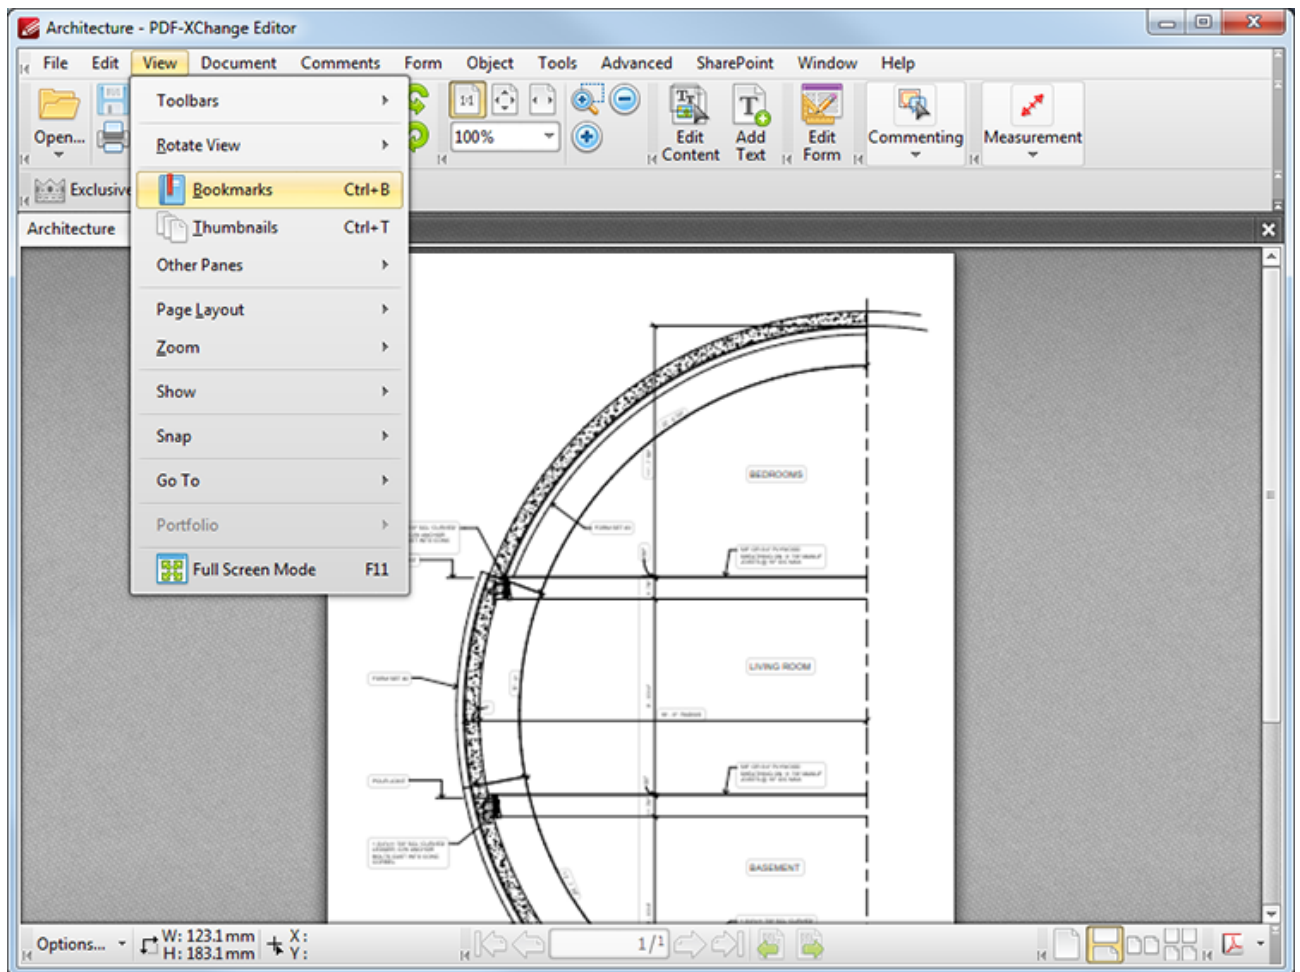 Architecture - PDF-XChange Editor
File Edit View Document Comments Form Object Tools Advanced SharePoint Window Help
Open...
1:1
100%
Edit Content
Add Text
Edit Form
Commenting
Measurement
Exclusive
Architecture
Toolbars
Rotate View
Bookmarks Ctrl+B
Thumbnails Ctrl+T
Other Panes
Page Layout
Zoom
Show
Snap
Go To
Portfolio
Full Screen Mode F11
BEDROOMS
LIVING ROOM
BASEMENT
Options...
W: 123.1 mm
H: 183.1 mm
X:
Y:
1/1